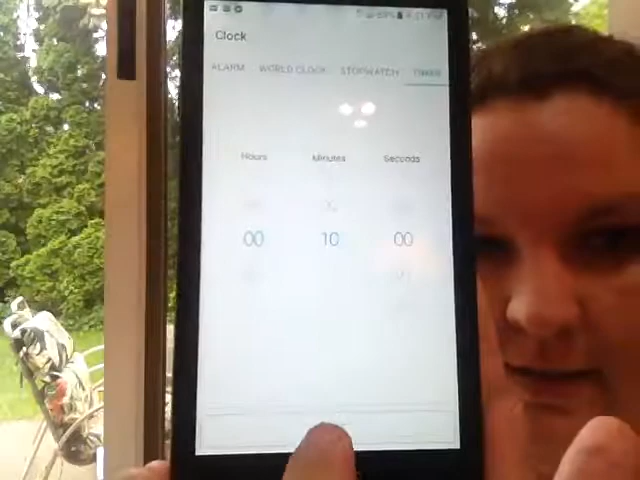 Clock
ALARM WORLD CLOCK STOPWATCH TIMER
Hours Minutes Seconds
00 10 00